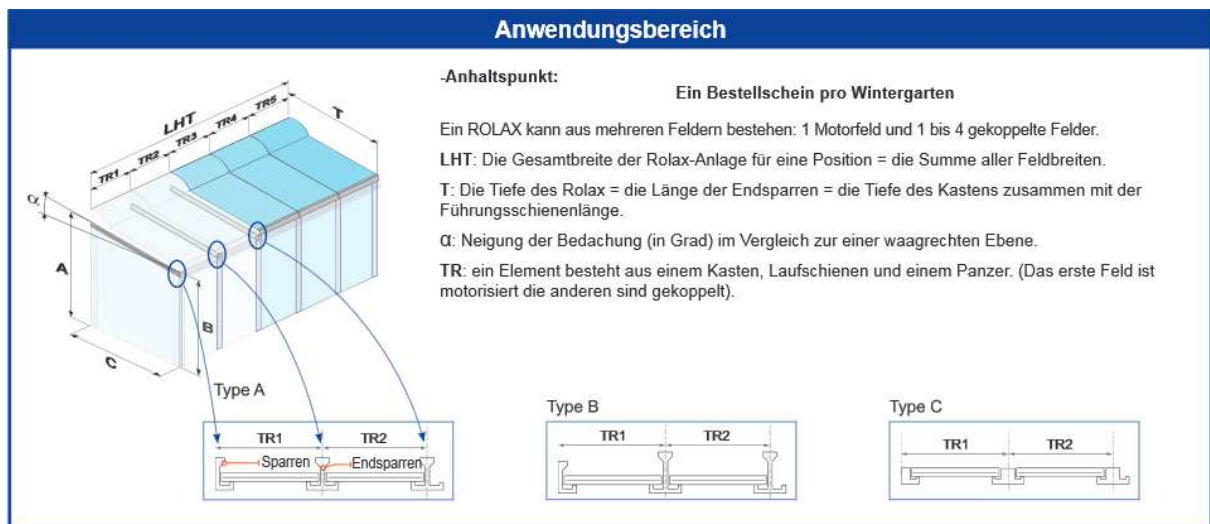 Anwendungsbereich
-Anhaltspunkt:
Ein Bestellschein pro Wintergarten
Ein ROLAX kann aus mehreren Feldern bestehen: 1 Motorfeld und 1 bis 4 gekoppelte Felder.
LHT: Die Gesamtbreite der Rolax-Anlage für eine Position = die Summe aller Feldbreiten.
T: Die Tiefe des Rolax = die Länge der Endsparren = die Tiefe des Kastens zusammen mit der
Führungsschienenlänge.
α: Neigung der Bedachung (in Grad) im Vergleich zur einer waagrechten Ebene.
TR: ein Element besteht aus einem Kasten, Laufschienen und einem Panzer. (Das erste Feld ist
motorisiert die anderen sind gekoppelt).
LHT
T
TR1
TR2
TR3
TR4
TR5
α
A
B
C
Type A
TR1
TR2
Sparren
Endsparren
Type B
TR1
TR2
Type C
TR1
TR2